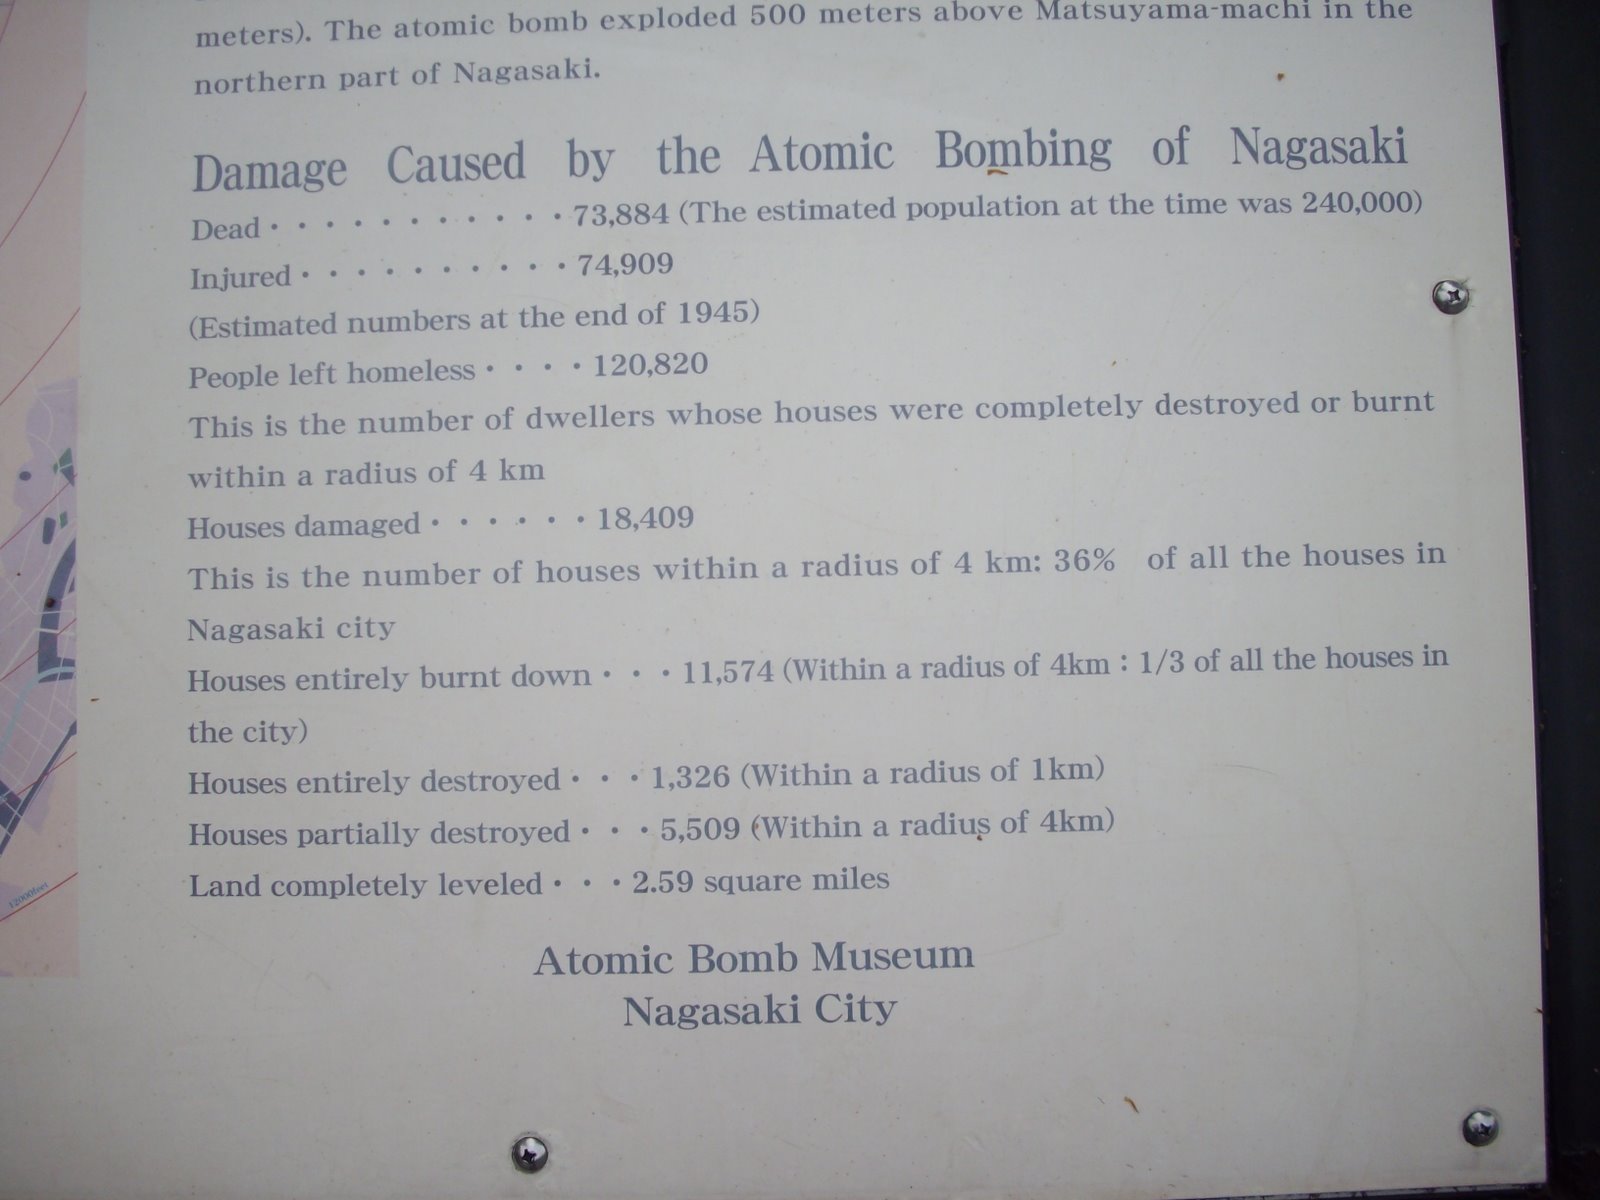 meters). The atomic bomb exploded 500 meters above Matsuyama-machi in the
northern part of Nagasaki.
Damage Caused by the Atomic Bombing of Nagasaki
Dead・・・・・・・・・・・73,884 (The estimated population at the time was 240,000)
Injured・・・・・・・・・・74,909
(Estimated numbers at the end of 1945)
People left homeless・・・・120,820
This is the number of dwellers whose houses were completely destroyed or burnt
within a radius of 4 km
Houses damaged・・・・・・18,409
This is the number of houses within a radius of 4 km: 36% of all the houses in
Nagasaki city
Houses entirely burnt down・・・11,574 (Within a radius of 4km : 1/3 of all the houses in
the city)
Houses entirely destroyed・・・1,326 (Within a radius of 1km)
Houses partially destroyed・・・5,509 (Within a radius of 4km)
Land completely leveled・・・2.59 square miles
12000feet
Atomic Bomb Museum
Nagasaki City